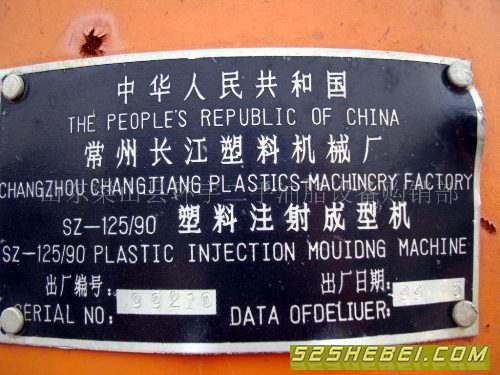 中华人民共和国
THE PEOPLE'S REPUBLIC OF CHINA
常州长江塑料机械厂
CHANGZHOU CHANGJIANG PLASTICS-MACHINCRY FACTORY
SZ-125/90 塑料注射成型机
SZ-125/90 PLASTIC INJECTION MOUIDNG MACHINE
出厂编号: 99210 出厂日期:
SERIAL NO: DATA OFDELIUER:
52SHEBEI.COM